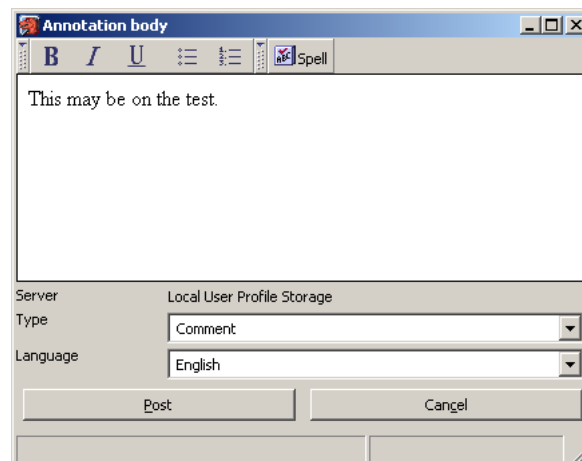 Annotation body
B I U Spell
This may be on the test.
Server Local User Profile Storage
Type Comment
Language English
Post Cancel